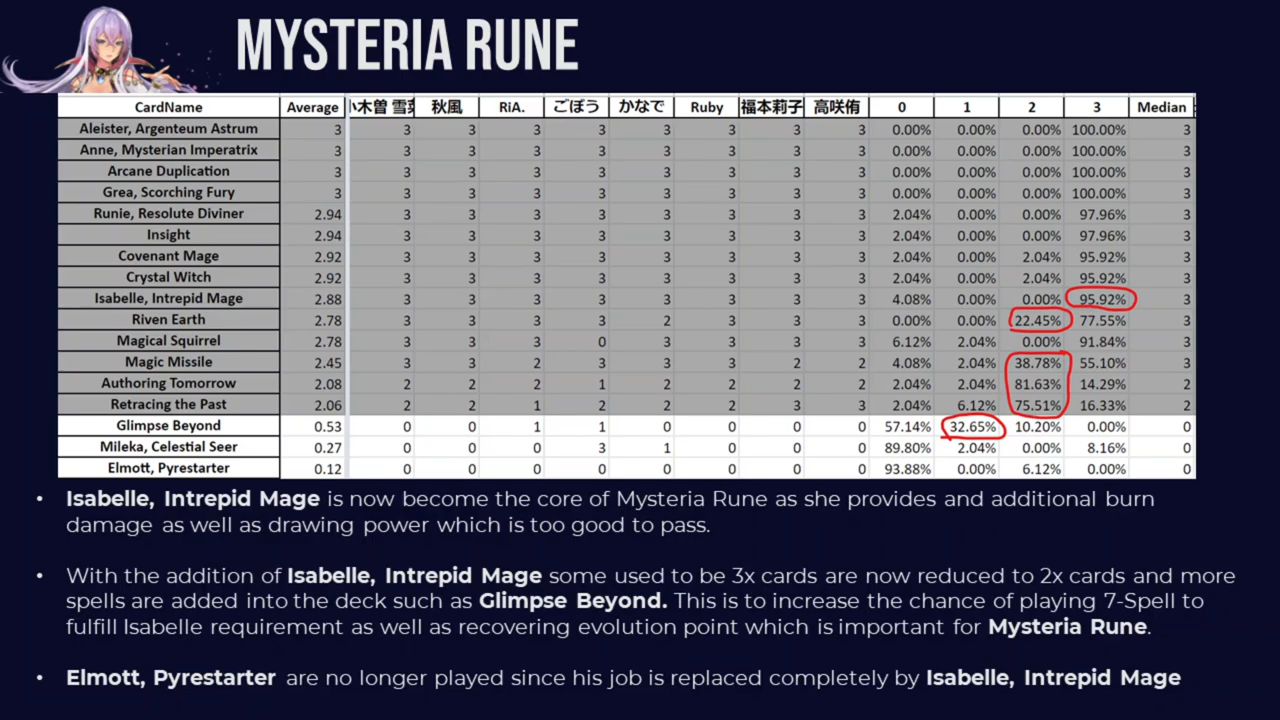 MYSTERIA RUNE
CardName Average 小木曽 雪菜 秋風 RiA. ごぼう かなで Ruby 福本莉子 高咲侑 0 1 2 3 Median
Aleister, Argenteum Astrum 3 3 3 3 3 3 3 3 3 0.00% 0.00% 0.00% 100.00% 3
Anne, Mysterian Imperatrix 3 3 3 3 3 3 3 3 3 0.00% 0.00% 0.00% 100.00% 3
Arcane Duplication 3 3 3 3 3 3 3 3 3 0.00% 0.00% 0.00% 100.00% 3
Grea, Scorching Fury 3 3 3 3 3 3 3 3 3 0.00% 0.00% 0.00% 100.00% 3
Runie, Resolute Diviner 2.94 3 3 3 3 3 3 3 3 2.04% 0.00% 0.00% 97.96% 3
Insight 2.94 3 3 3 3 3 3 3 3 2.04% 0.00% 0.00% 97.96% 3
Covenant Mage 2.92 3 3 3 3 3 3 3 3 2.04% 0.00% 2.04% 95.92% 3
Crystal Witch 2.92 3 3 3 3 3 3 3 3 2.04% 0.00% 2.04% 95.92% 3
Isabelle, Intrepid Mage 2.88 3 3 3 3 3 3 3 3 4.08% 0.00% 0.00% 95.92% 3
Riven Earth 2.78 3 3 3 3 2 3 3 3 0.00% 0.00% 22.45% 77.55% 3
Magical Squirrel 2.78 3 3 3 0 3 3 3 3 6.12% 2.04% 0.00% 91.84% 3
Magic Missile 2.45 3 3 2 3 3 2 2 2 4.08% 2.04% 38.78% 55.10% 3
Authoring Tomorrow 2.08 2 2 2 1 2 2 2 2 2.04% 2.04% 81.63% 14.29% 2
Retracing the Past 2.06 2 2 1 2 2 2 3 3 2.04% 6.12% 75.51% 16.33% 2
Glimpse Beyond 0.53 0 0 1 1 0 0 0 0 57.14% 32.65% 10.20% 0.00% 0
Mileka, Celestial Seer 0.27 0 0 0 3 1 0 0 0 89.80% 2.04% 0.00% 8.16% 0
Elmott, Pyrestarter 0.12 0 0 0 0 0 0 0 0 93.88% 0.00% 6.12% 0.00% 0
• Isabelle, Intrepid Mage is now become the core of Mysteria Rune as she provides and additional burn
damage as well as drawing power which is too good to pass.
• With the addition of Isabelle, Intrepid Mage some used to be 3x cards are now reduced to 2x cards and more
spells are added into the deck such as Glimpse Beyond. This is to increase the chance of playing 7-Spell to
fulfill Isabelle requirement as well as recovering evolution point which is important for Mysteria Rune.
• Elmott, Pyrestarter are no longer played since his job is replaced completely by Isabelle, Intrepid Mage